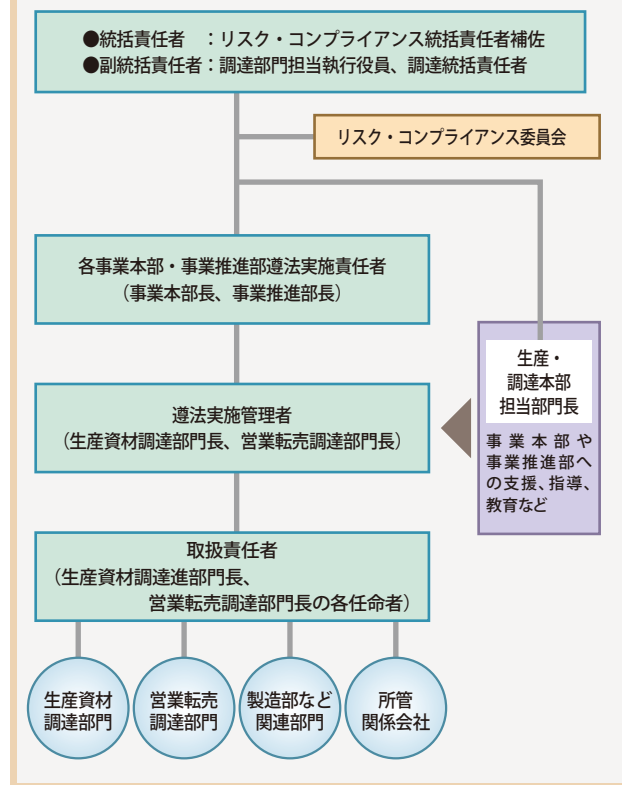 ●統括責任者　：リスク・コンプライアンス統括責任者補佐
●副統括責任者：調達部門担当執行役員、調達統括責任者
リスク・コンプライアンス委員会
各事業本部・事業推進部遵法実施責任者
（事業本部長、事業推進部長）
生産・
調達本部
担当部門長
事業本部や
事業推進部へ
の支援、指導、
教育など
遵法実施管理者
（生産資材調達部門長、営業転売調達部門長）
取扱責任者
（生産資材調達進部門長、
営業転売調達部門長の各任命者）
生産資材
調達部門
営業転売
調達部門
製造部など
関連部門
所管
関係会社